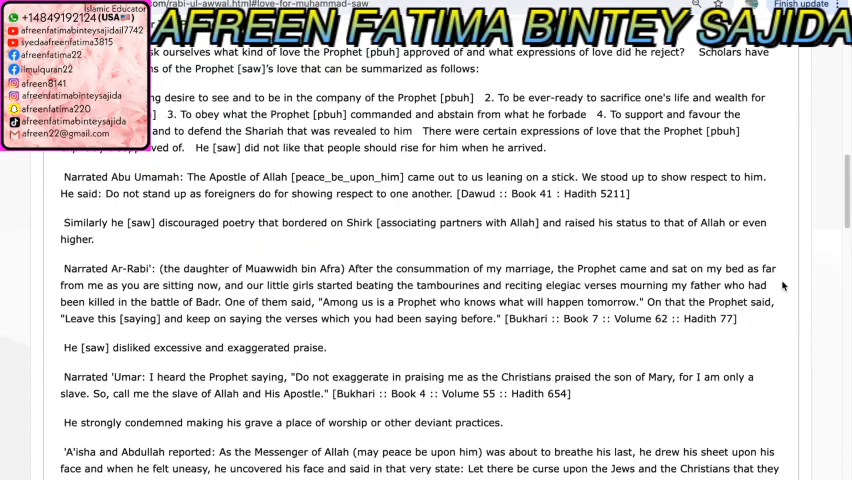 Islamic Educator
+14849192124 (USA)
afreenfatimabinteysajidail7742
syedaafreenfatima3815
afreenfatima22
ilmulquran22
afreen8141
afreenfatimabinteysajida
afreenfatima220
afreenfatimabinteysajida
afreen22@gmail.com
AFREEN FATIMA BINTEY SAJIDA
com/rabi-ul-awwal.html#love-for-muhammad-saw
Finish update
ask ourselves what kind of love the Prophet [pbuh] approved of and what expressions of love did he reject? Scholars have
of the Prophet [saw]'s love that can be summarized as follows:
desire to see and to be in the company of the Prophet [pbuh] 2. To be ever-ready to sacrifice one's life and wealth for
3. To obey what the Prophet [pbuh] commanded and abstain from what he forbade 4. To support and favour the
and to defend the Shariah that was revealed to him There were certain expressions of love that the Prophet [pbuh]
of. He [saw] did not like that people should rise for him when he arrived.
Narrated Abu Umamah: The Apostle of Allah [peace_be_upon_him] came out to us leaning on a stick. We stood up to show respect to him.
He said: Do not stand up as foreigners do for showing respect to one another. [Dawud :: Book 41 : Hadith 5211]
Similarly he [saw] discouraged poetry that bordered on Shirk [associating partners with Allah] and raised his status to that of Allah or even
higher.
Narrated Ar-Rabi': (the daughter of Muawwidh bin Afra) After the consummation of my marriage, the Prophet came and sat on my bed as far
from me as you are sitting now, and our little girls started beating the tambourines and reciting elegiac verses mourning my father who had
been killed in the battle of Badr. One of them said, "Among us is a Prophet who knows what will happen tomorrow." On that the Prophet said,
"Leave this [saying] and keep on saying the verses which you had been saying before." [Bukhari :: Book 7 :: Volume 62 :: Hadith 77]
He [saw] disliked excessive and exaggerated praise.
Narrated 'Umar: I heard the Prophet saying, "Do not exaggerate in praising me as the Christians praised the son of Mary, for I am only a
slave. So, call me the slave of Allah and His Apostle." [Bukhari :: Book 4 :: Volume 55 :: Hadith 654]
He strongly condemned making his grave a place of worship or other deviant practices.
'A'isha and Abdullah reported: As the Messenger of Allah (may peace be upon him) was about to breathe his last, he drew his sheet upon his
face and when he felt uneasy, he uncovered his face and said in that very state: Let there be curse upon the Jews and the Christians that they